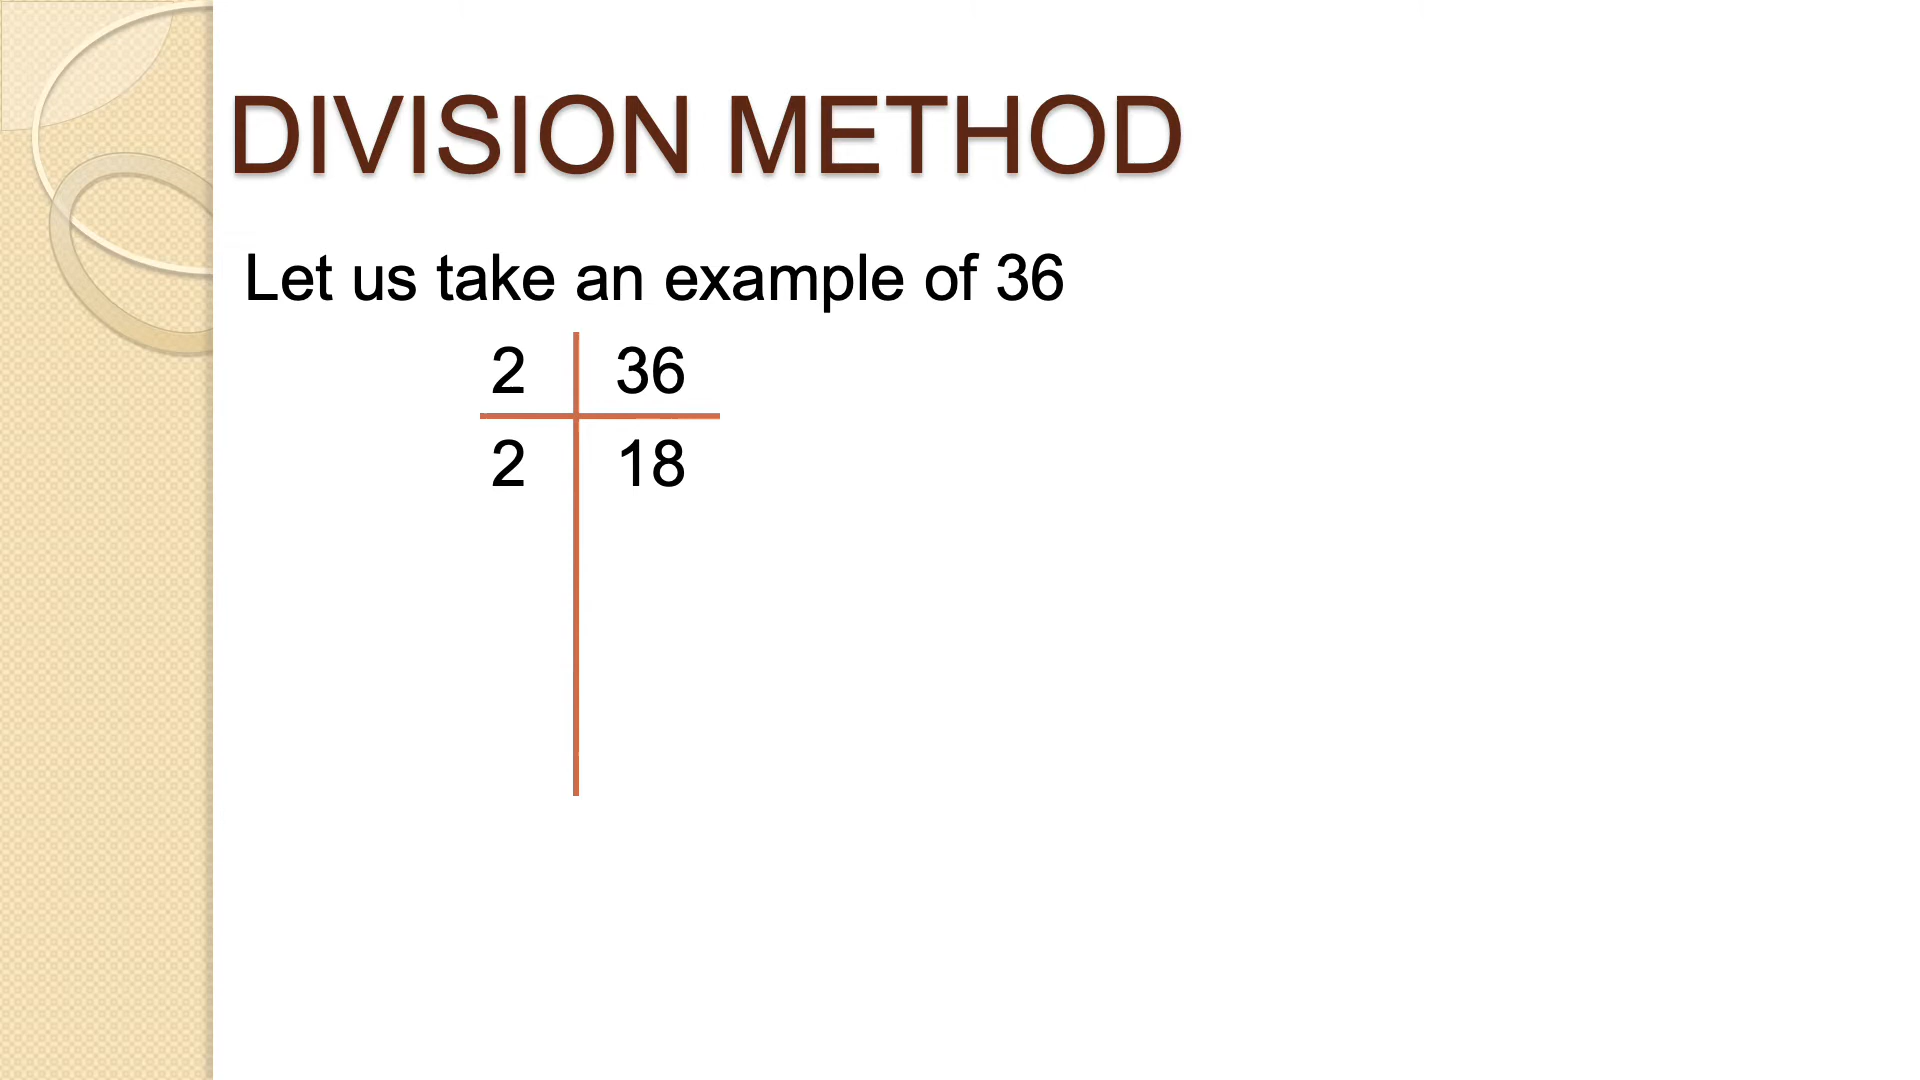 DIVISION METHOD
Let us take an example of 36
2 36
2 18